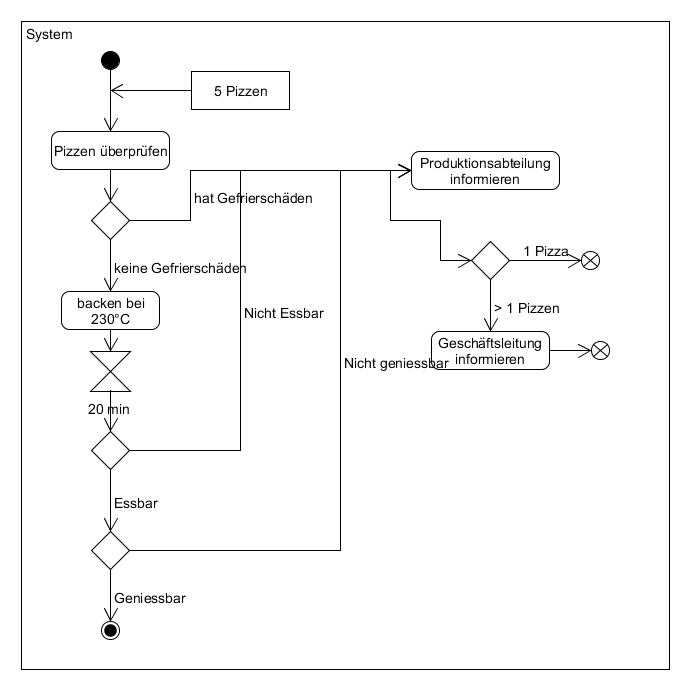 System
5 Pizzen
Pizzen überprüfen
Produktionsabteilung
informieren
hat Gefrierschäden
1 Pizza
keine Gefrierschäden
backen bei
230°C
> 1 Pizzen
Nicht Essbar
Geschäftsleitung
informieren
Nicht geniessbar
20 min
Essbar
Geniessbar